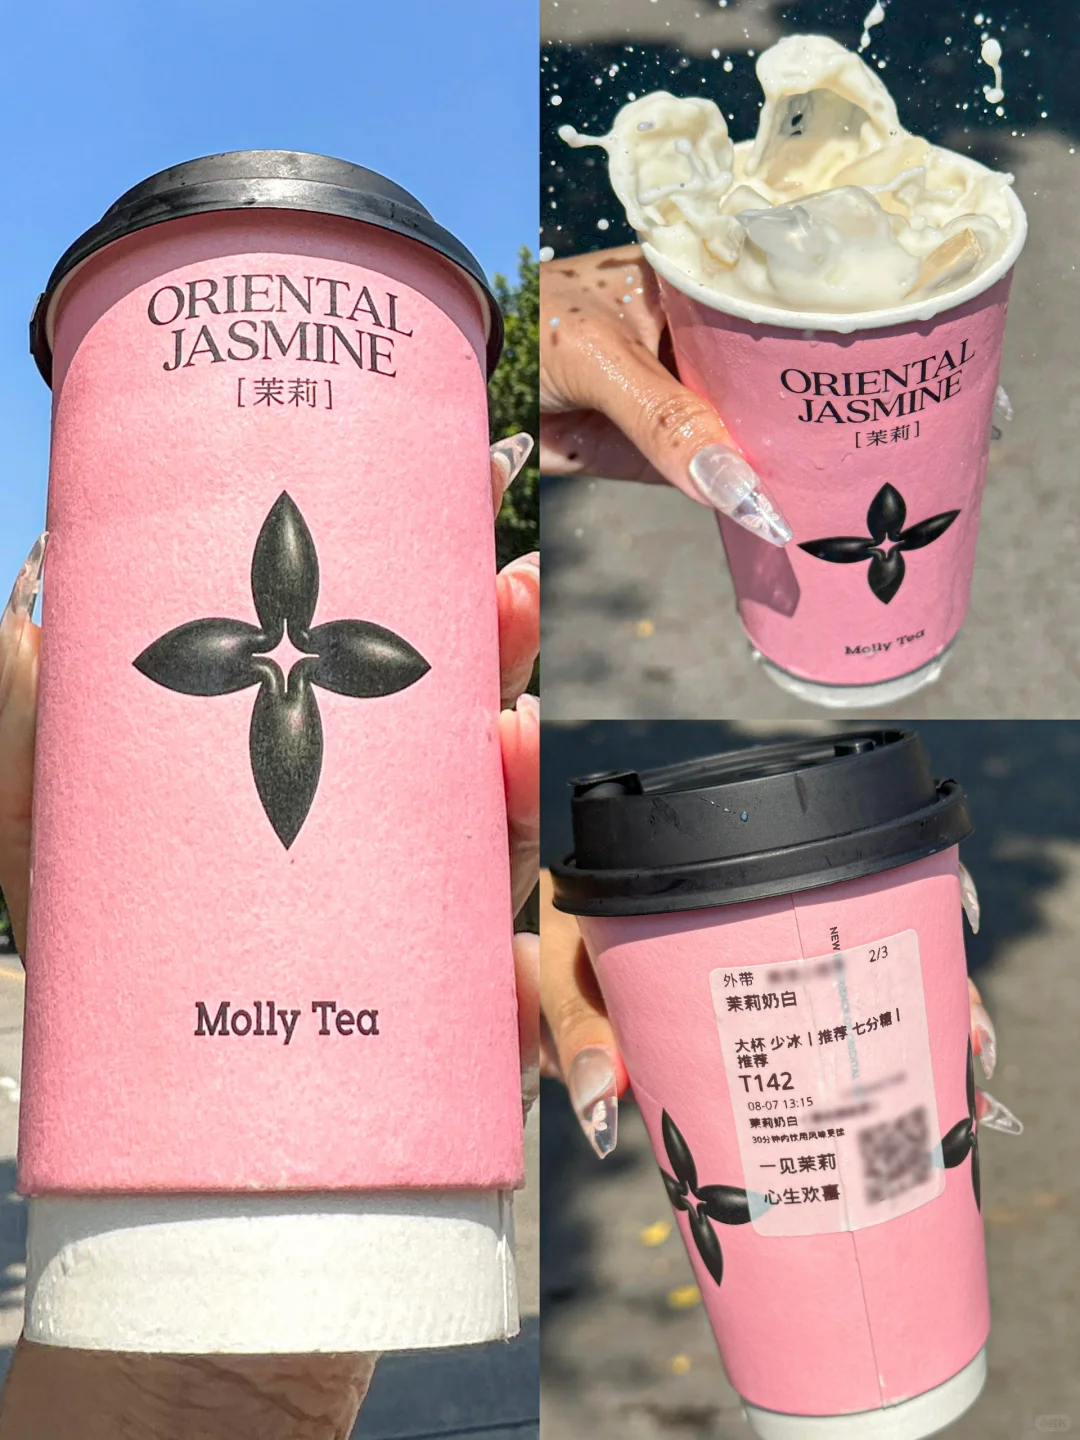 ORIENTAL
JASMINE
[茉莉]
Molly Tea
ORIENTAL
JASMINE
[茉莉]
Molly Tea
NEW
2/3
外带
茉莉奶白
大杯 少冰丨推荐 七分糖丨
推荐
T142
08-07 13:15
茉莉奶白
30分钟内饮用风味更佳
一见茉莉
心生欢喜